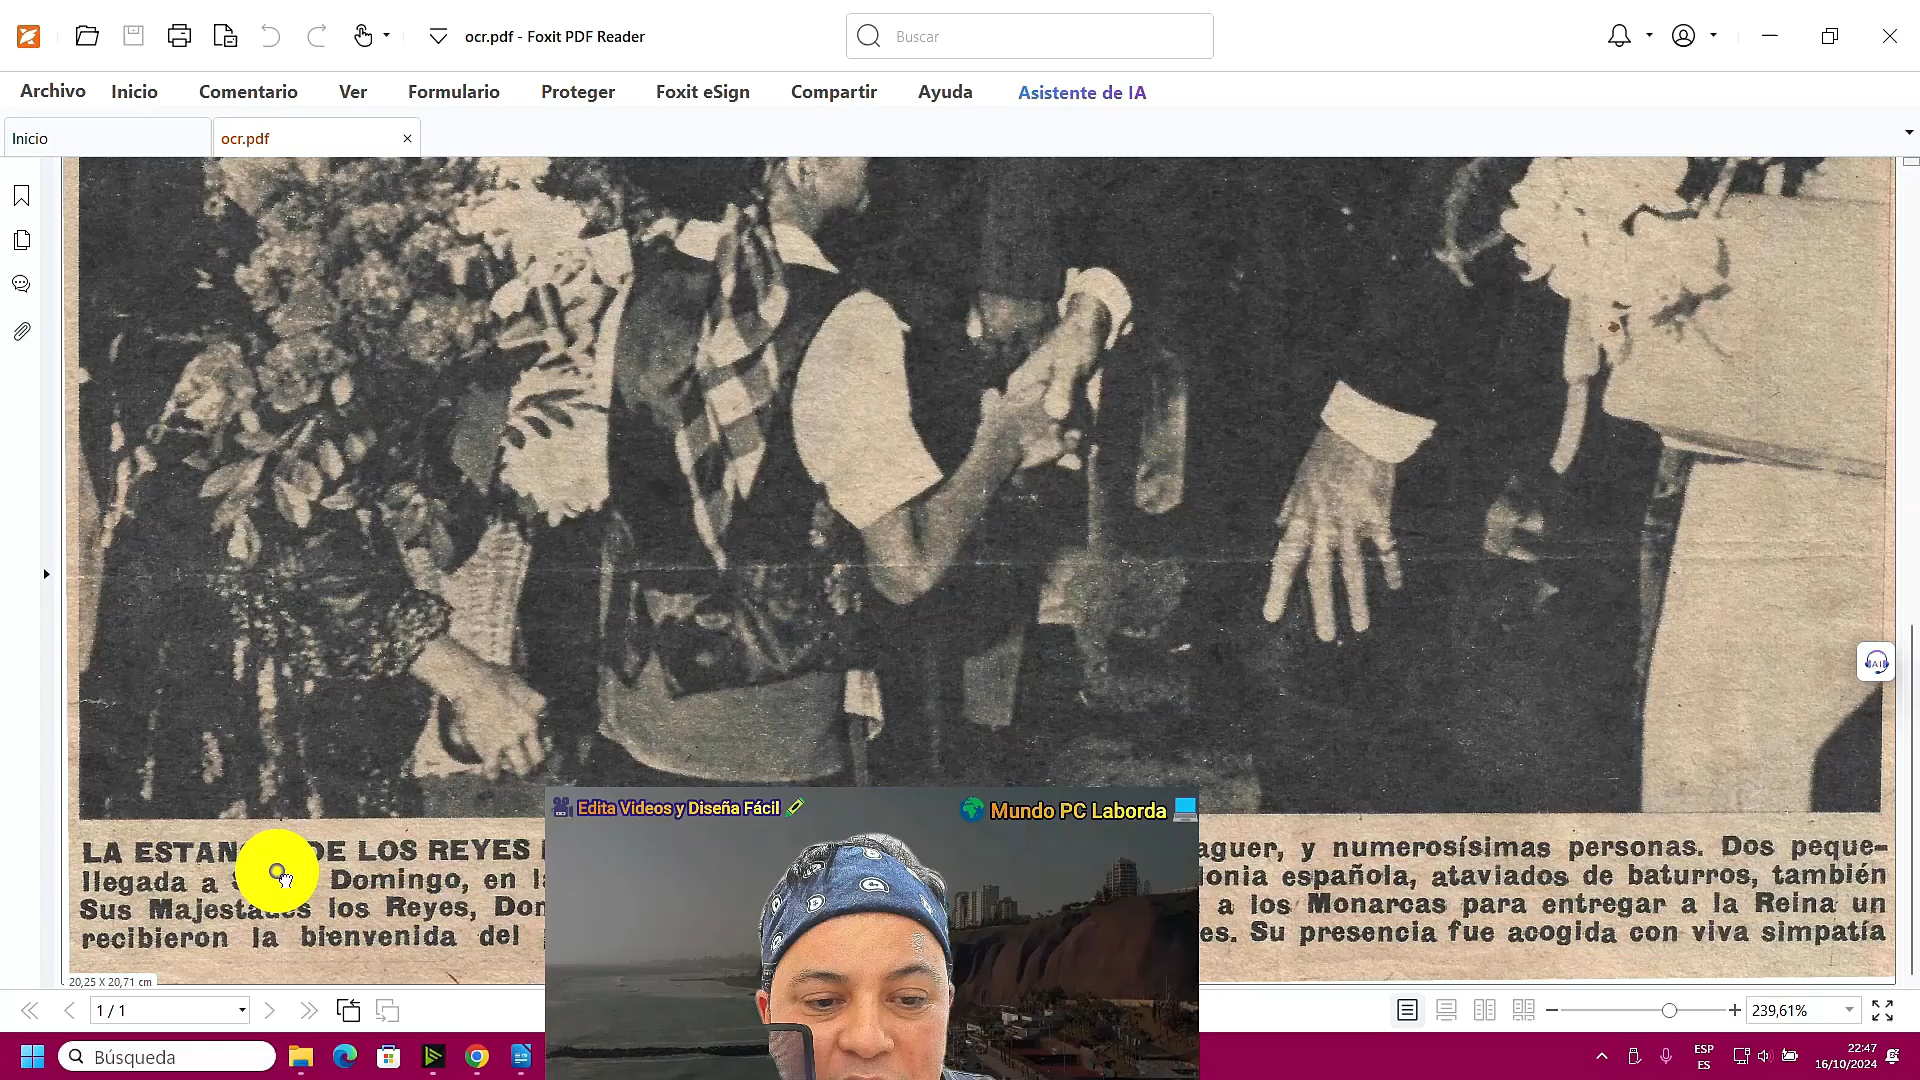 ocr.pdf - Foxit PDF Reader
Buscar
Archivo Inicio Comentario Ver Formulario Proteger Foxit eSign Compartir Ayuda Asistente de IA
Inicio ocr.pdf
AI
Edita Videos y Diseña Fácil Mundo PC Laborda
LA ESTAN DE LOS REYES aguer, y numerosísimas personas. Dos peque-
llegada a Domingo, en l onia española, ataviados de baturros, también
Sus Majestades los Reyes, Don a los Monarcas para entregar a la Reina un
recibieron la bienvenida del es. Su presencia fue acogida con viva simpatía
20,25 X 20,71 cm
1 / 1 239,61%
Búsqueda ESP 22:47
ES 16/10/2024